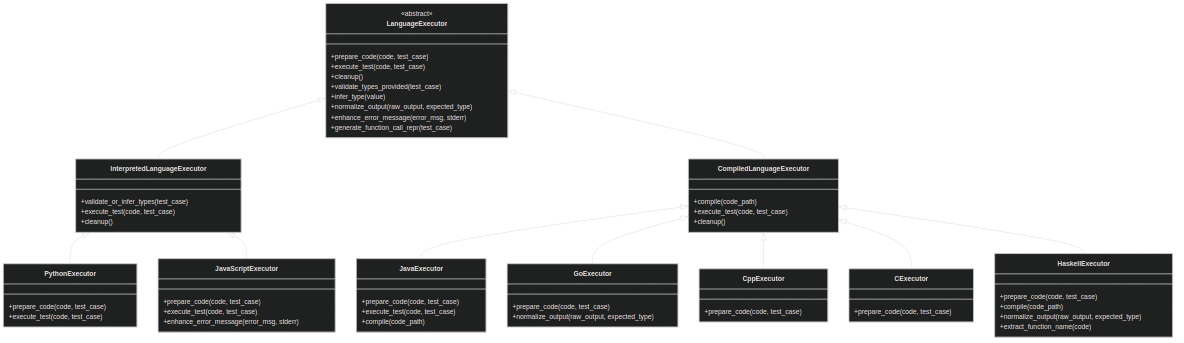 «abstract»
LanguageExecutor
+prepare_code(code, test_case)
+execute_test(code, test_case)
+cleanup()
+validate_types_provided(test_case)
+infer_type(value)
+normalize_output(raw_output, expected_type)
+enhance_error_message(error_msg, stderr)
+generate_function_call_repr(test_case)
InterpretedLanguageExecutor
+validate_or_infer_types(test_case)
+execute_test(code, test_case)
+cleanup()
CompiledLanguageExecutor
+compile(code_path)
+execute_test(code, test_case)
+cleanup()
PythonExecutor
+prepare_code(code, test_case)
+execute_test(code, test_case)
JavaScriptExecutor
+prepare_code(code, test_case)
+execute_test(code, test_case)
+enhance_error_message(error_msg, stderr)
JavaExecutor
+prepare_code(code, test_case)
+execute_test(code, test_case)
+compile(code_path)
GoExecutor
+prepare_code(code, test_case)
+normalize_output(raw_output, expected_type)
CppExecutor
+prepare_code(code, test_case)
CExecutor
+prepare_code(code, test_case)
HaskellExecutor
+prepare_code(code, test_case)
+compile(code_path)
+normalize_output(raw_output, expected_type)
+extract_function_name(code)